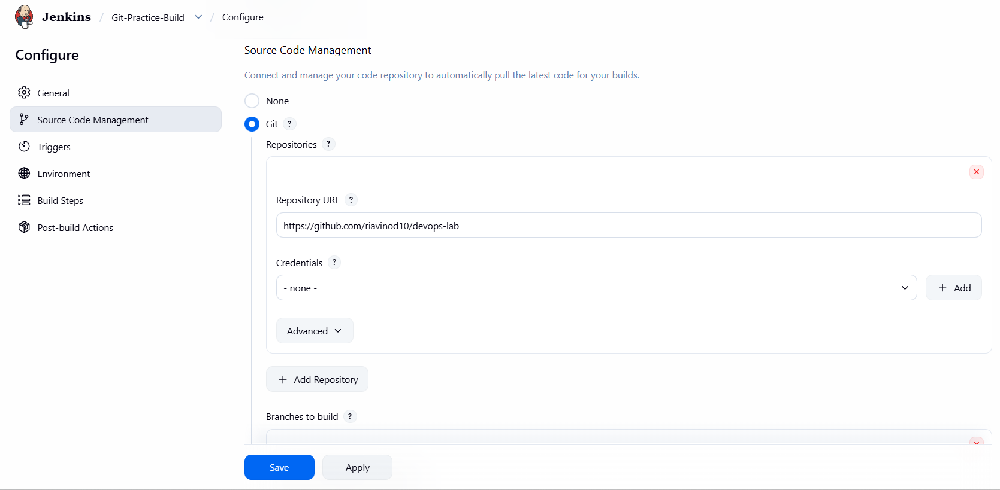 Jenkins / Git-Practice-Build / Configure
Configure
General
Source Code Management
Triggers
Environment
Build Steps
Post-build Actions
Source Code Management
Connect and manage your code repository to automatically pull the latest code for your builds.
None
Git ?
Repositories ?
Repository URL ?
https://github.com/riavinod10/devops-lab
Credentials ?
- none -
+ Add
Advanced
+ Add Repository
Branches to build ?
Save
Apply